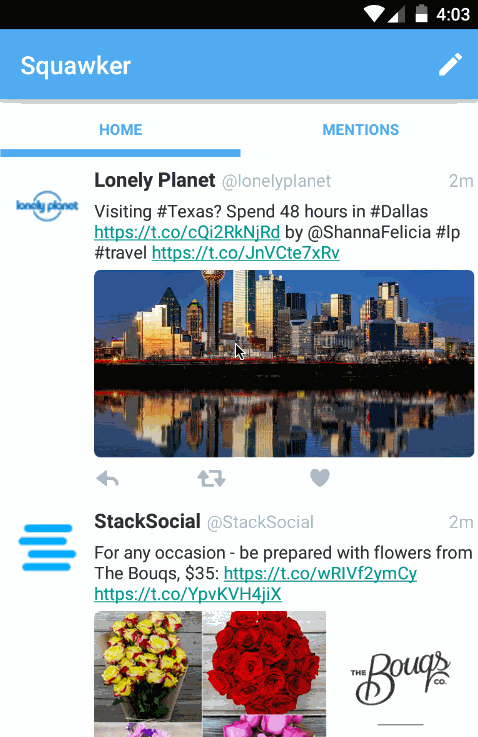 4:03
Squawker
HOME MENTIONS
Lonely Planet @lonelyplanet 2m
lonely planet
Visiting #Texas? Spend 48 hours in #Dallas
https://t.co/cQi2RkNjRd by @ShannaFelicia #lp
#travel https://t.co/JnVCte7xRv
StackSocial @StackSocial 2m
For any occasion - be prepared with flowers from
The Bouqs, $35: https://t.co/wRIVf2ymCy
https://t.co/YpvKVH4jiX
THE Bouqs CO.